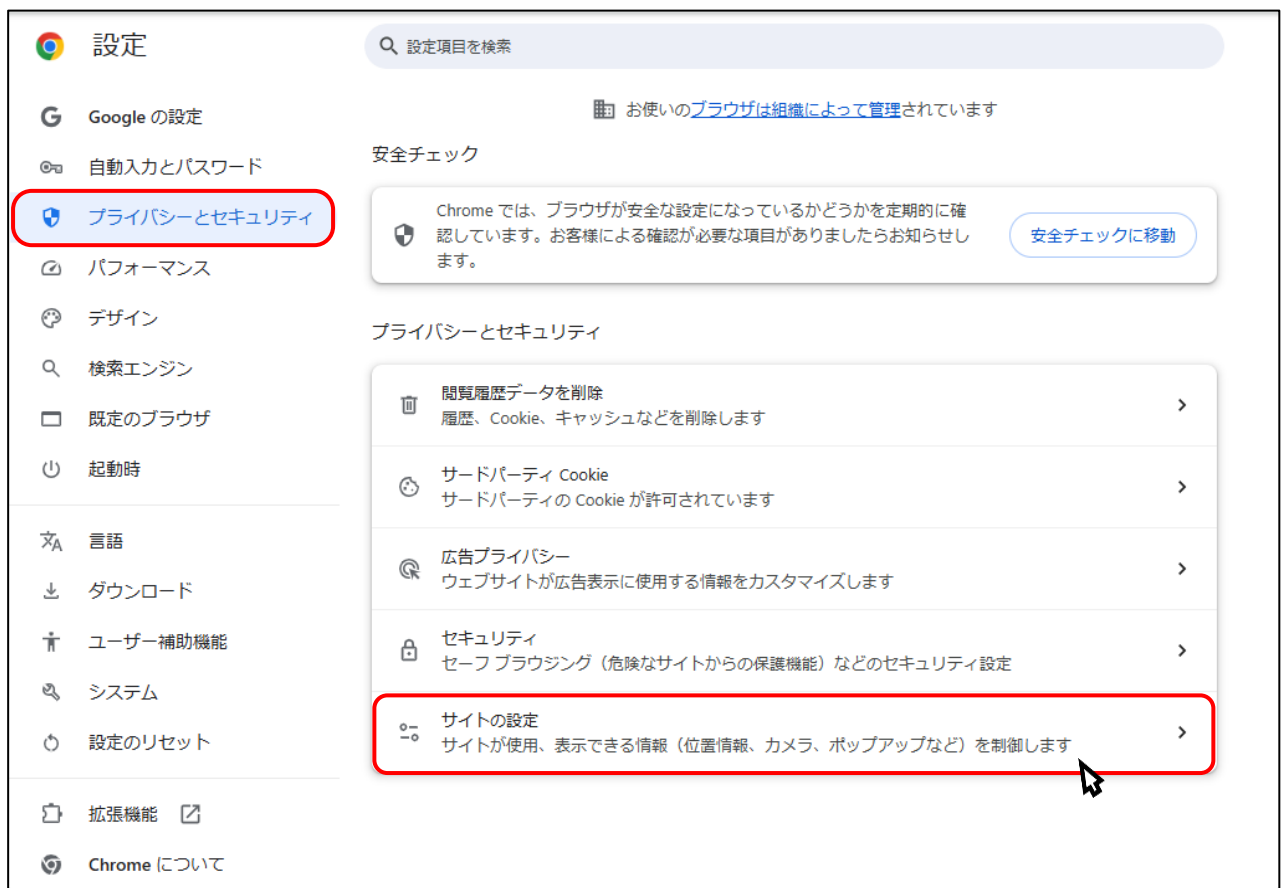 設定
設定項目を検索
Google の設定
自動入力とパスワード
プライバシーとセキュリティ
パフォーマンス
デザイン
検索エンジン
既定のブラウザ
起動時
言語
ダウンロード
ユーザー補助機能
システム
設定のリセット
拡張機能
Chrome について
お使いのブラウザは組織によって管理されています
安全チェック
Chrome では、ブラウザが安全な設定になっているかどうかを定期的に確
認しています。お客様による確認が必要な項目がありましたらお知らせし
ます。
安全チェックに移動
プライバシーとセキュリティ
閲覧履歴データを削除
履歴、Cookie、キャッシュなどを削除します
サードパーティ Cookie
サードパーティの Cookie が許可されています
広告プライバシー
ウェブサイトが広告表示に使用する情報をカスタマイズします
セキュリティ
セーフ ブラウジング（危険なサイトからの保護機能）などのセキュリティ設定
サイトの設定
サイトが使用、表示できる情報（位置情報、カメラ、ポップアップなど）を制御します